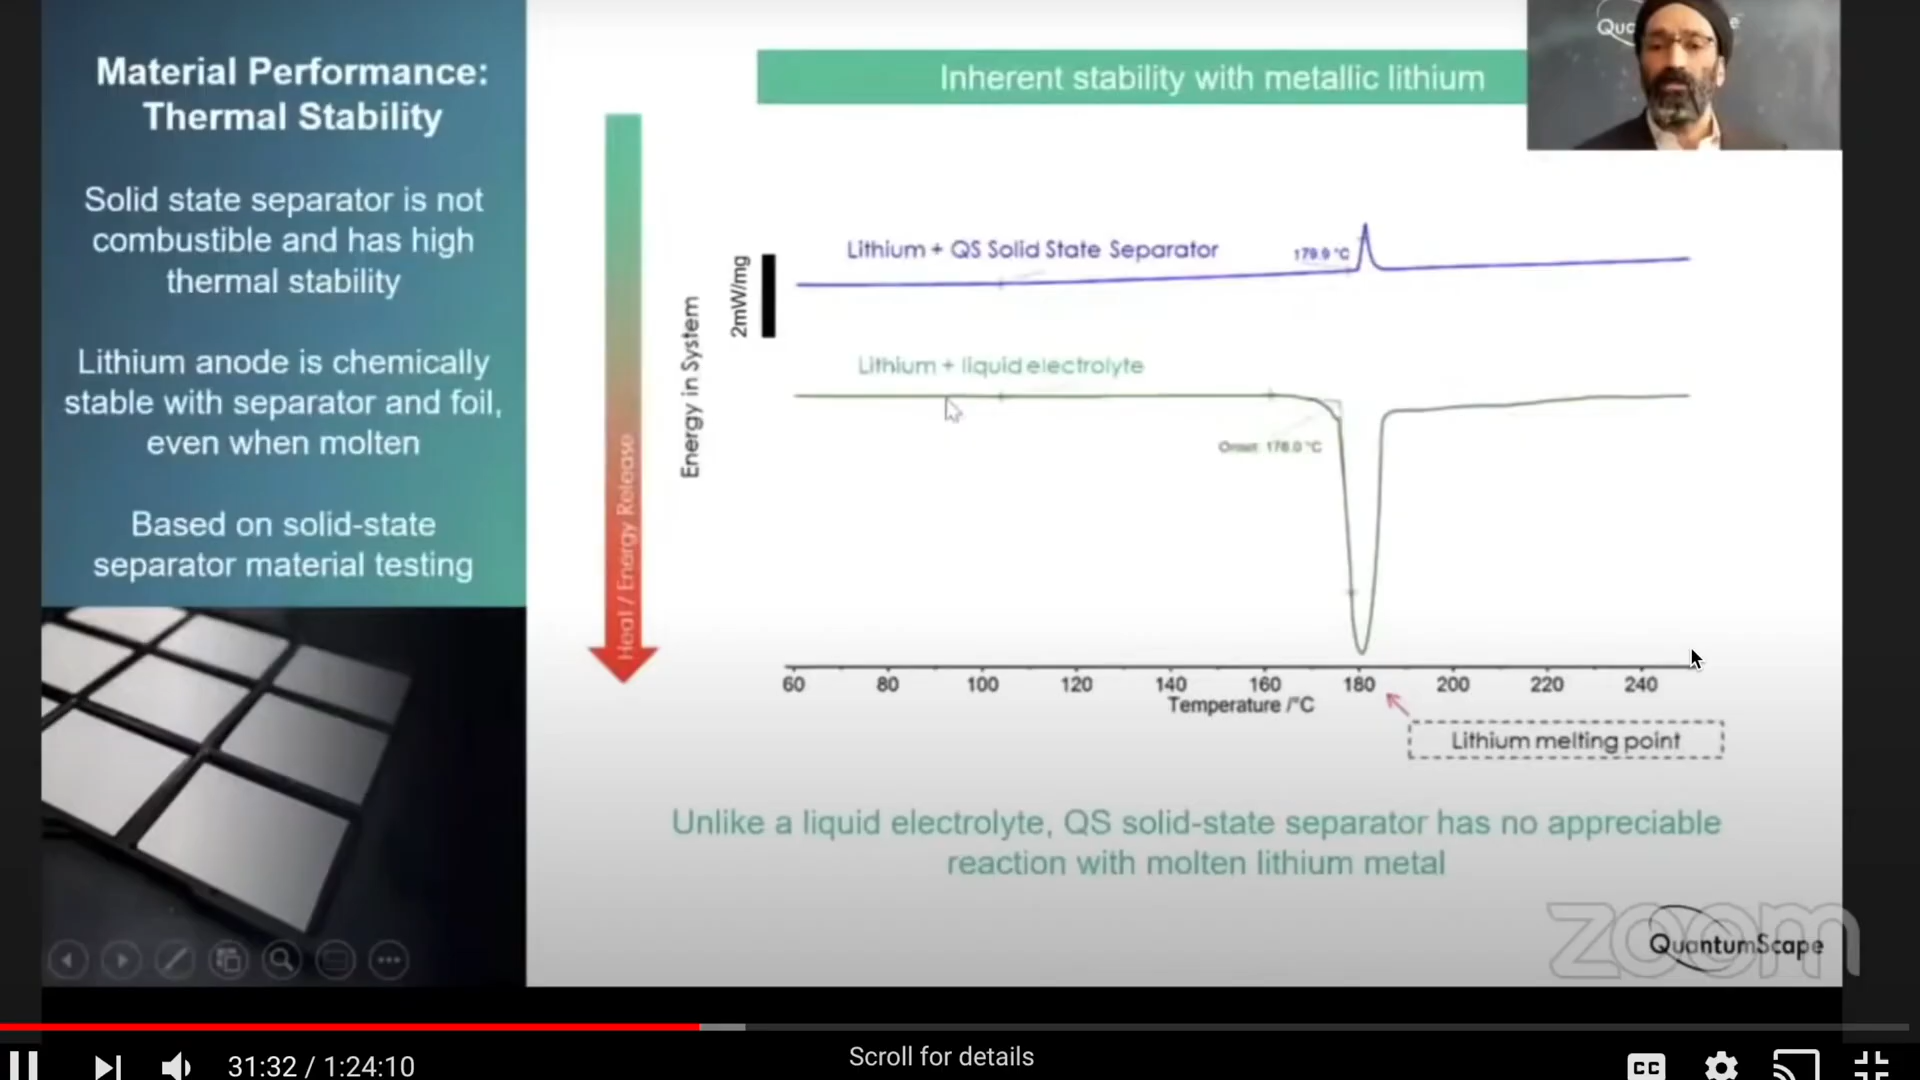 Material Performance:
Thermal Stability
Solid state separator is not
combustible and has high
thermal stability
Lithium anode is chemically
stable with separator and foil,
even when molten
Based on solid-state
separator material testing
Inherent stability with metallic lithium
Heat / Energy Release
Energy in System
2mW/mg
Lithium + QS Solid State Separator
179.9 °C
Lithium + liquid electrolyte
Onset: 178.0 °C
60 80 100 120 140 160 180 200 220 240
Temperature /°C
Lithium melting point
Unlike a liquid electrolyte, QS solid-state separator has no appreciable
reaction with molten lithium metal
zoom
QuantumScape
31:32 / 1:24:10
Scroll for details
CC